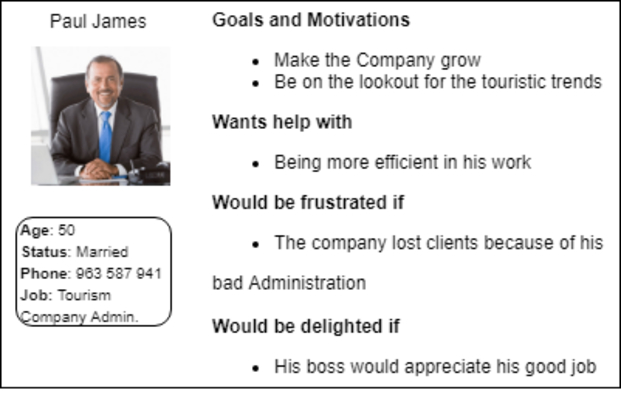 Paul James
Age: 50
Status: Married
Phone: 963 587 941
Job: Tourism
Company Admin.
Goals and Motivations
• Make the Company grow
• Be on the lookout for the touristic trends
Wants help with
• Being more efficient in his work
Would be frustrated if
• The company lost clients because of his
bad Administration
Would be delighted if
• His boss would appreciate his good job